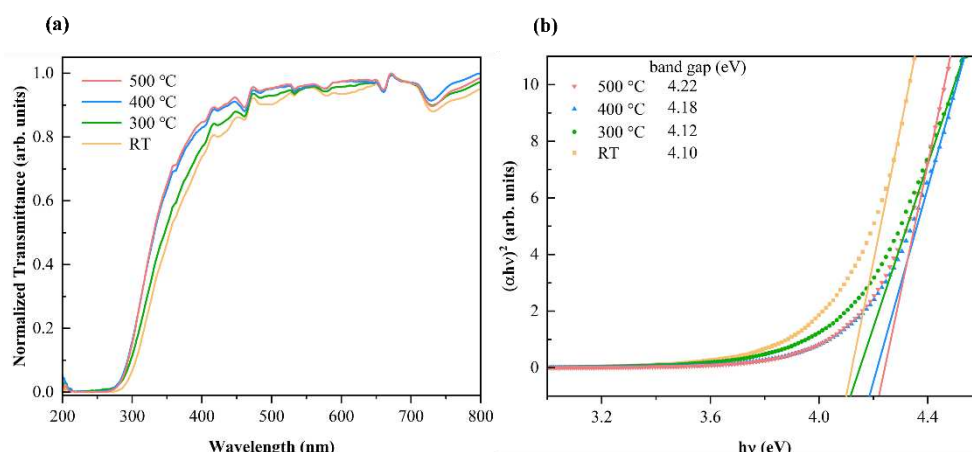 (a)
(b)
Normalized Transmittance (arb. units)
1.0
0.8
0.6
0.4
0.2
0.0
500 °C
400 °C
300 °C
RT
200 300 400 500 600 700 800
Wavelength (nm)
(αhν)² (arb. units)
10
8
6
4
2
0
band gap (eV)
500 °C 4.22
400 °C 4.18
300 °C 4.12
RT 4.10
3.2 3.6 4.0 4.4
hν (eV)